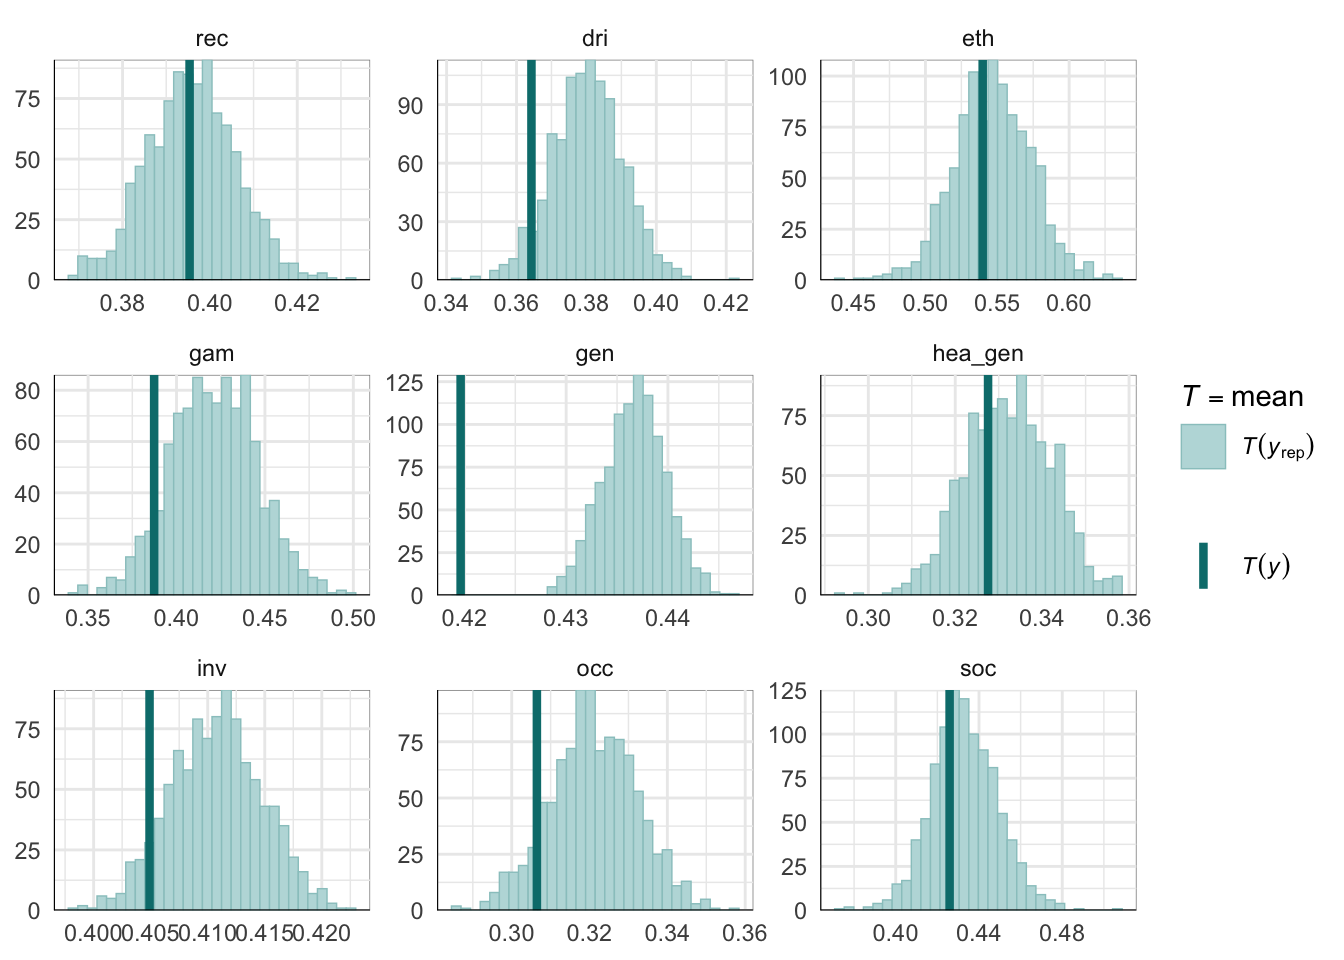 rec
75
50
25
0
0.38 0.40 0.42
dri
90
60
30
0
0.34 0.36 0.38 0.40 0.42
eth
100
75
50
25
0
0.45 0.50 0.55 0.60
gam
80
60
40
20
0
0.35 0.40 0.45 0.50
gen
125
100
75
50
25
0
0.42 0.43 0.44
hea_gen
75
50
25
0
0.30 0.32 0.34 0.36
inv
75
50
25
0
0.400 0.405 0.410 0.415 0.420
occ
75
50
25
0
0.30 0.32 0.34 0.36
soc
125
100
75
50
25
0
0.40 0.44 0.48
T = mean
T(yrep)
T(y)